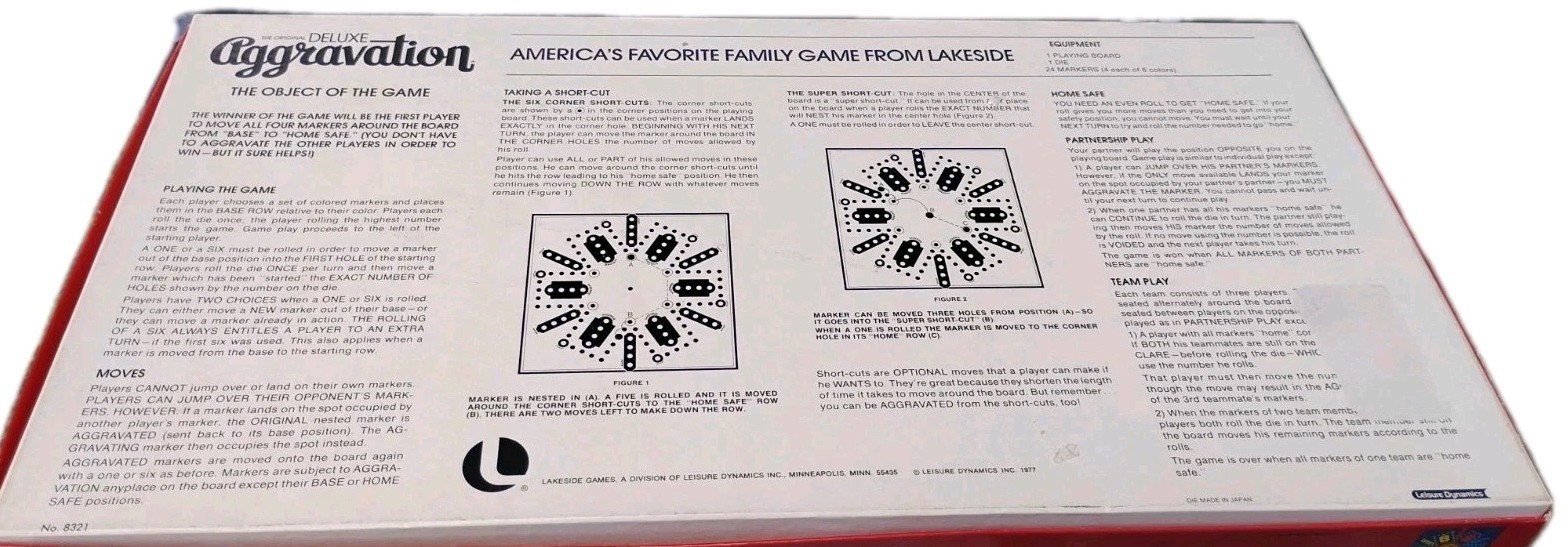 THE ORIGINAL DELUXE
Aggravation
AMERICA'S FAVORITE FAMILY GAME FROM LAKESIDE
EQUIPMENT
1 PLAYING BOARD
1 DIE
24 MARKERS (4 each of 6 colors)
THE OBJECT OF THE GAME
THE WINNER OF THE GAME WILL BE THE FIRST PLAYER
TO MOVE ALL FOUR MARKERS AROUND THE BOARD
FROM "BASE" TO "HOME SAFE." (YOU DON'T HAVE
TO AGGRAVATE THE OTHER PLAYERS IN ORDER TO
WIN—BUT IT SURE HELPS!)
PLAYING THE GAME
Each player chooses a set of colored markers and places
them in the BASE ROW relative to their color. Players each
roll the die once, the player rolling the highest number
starts the game. Game play proceeds to the left of the
starting player.
A ONE or a SIX must be rolled in order to move a marker
out of the base position into the FIRST HOLE of the starting
row. Players roll the die ONCE per turn and then move a
marker which has been "started" the EXACT NUMBER OF
HOLES shown by the number on the die.
Players have TWO CHOICES when a ONE or SIX is rolled.
They can either move a NEW marker out of their base—or
they can move a marker already in action. THE ROLLING
OF A SIX ALWAYS ENTITLES A PLAYER TO AN EXTRA
TURN—if the first six was used. This also applies when a
marker is moved from the base to the starting row.
MOVES
Players CANNOT jump over or land on their own markers.
PLAYERS CAN JUMP OVER THEIR OPPONENT'S MARK-
ERS. HOWEVER: If a marker lands on the spot occupied by
another player's marker, the ORIGINAL nested marker is
AGGRAVATED (sent back to its base position). The AG-
GRAVATING marker then occupies the spot instead.
AGGRAVATED markers are moved onto the board again
with a one or six as before. Markers are subject to AGGRA-
VATION anyplace on the board except their BASE or HOME
SAFE positions.
No. 8321
TAKING A SHORT-CUT
THE SIX CORNER SHORT-CUTS: The corner short-cuts
are shown by a in the corner positions on the playing
board. These short-cuts can be used when a marker LANDS
EXACTLY in the corner hole. BEGINNING WITH HIS NEXT
TURN, the player can move the marker around the board IN
THE CORNER HOLES the number of moves allowed by
his roll.
Player can use ALL or PART of his allowed moves in these
positions. He can move around the corner short-cuts until
he hits the row leading to his "home safe" position. He then
continues moving DOWN THE ROW with whatever moves
remain (Figure 1).
A
B
FIGURE 1
MARKER IS NESTED IN (A). A FIVE IS ROLLED AND IT IS MOVED
AROUND THE CORNER SHORT-CUTS TO THE "HOME SAFE" ROW
(B). THERE ARE TWO MOVES LEFT TO MAKE DOWN THE ROW.
THE SUPER SHORT-CUT: The hole in the CENTER of the
board is a "super short-cut." It can be used from place
on the board when a player rolls the EXACT NUMBER that
will NEST his marker in the center hole (Figure 2).
A ONE must be rolled in order to LEAVE the center short-cut.
B
FIGURE 2
MARKER CAN BE MOVED THREE HOLES FROM POSITION (A)—SO
IT GOES INTO THE "SUPER SHORT-CUT" (B).
WHEN A ONE IS ROLLED THE MARKER IS MOVED TO THE CORNER
HOLE IN ITS "HOME" ROW (C).
Short-cuts are OPTIONAL moves that a player can make if
he WANTS to. They're great because they shorten the length
of time it takes to move around the board. But remember...
you can be AGGRAVATED from the short-cuts, too!
L
®
LAKESIDE GAMES, A DIVISION OF LEISURE DYNAMICS INC., MINNEAPOLIS, MINN. 55435 © LEISURE DYNAMICS INC. 1977
HOME SAFE
YOU NEED AN EVEN ROLL TO GET "HOME SAFE." If your
roll gives you more moves than you need to get into your
safety position, you cannot move. You must wait until your
NEXT TURN to try and roll the number needed to go "home."
PARTNERSHIP PLAY
Your partner will play the position OPPOSITE you on the
playing board. Game play is similar to individual play except:
1) A player can JUMP OVER HIS PARTNER'S MARKERS.
However, if the ONLY move available LANDS your marker
on the spot occupied by your partner's partner—you MUST
AGGRAVATE THE MARKER. You cannot pass and wait un-
til your next turn to continue play.
2) When one partner has all his markers "home safe" he
can CONTINUE to roll the die in turn. The partner still play-
ing then moves HIS marker the number of moves allowed
by the roll. If no move using the number is possible, the roll
is VOIDED and the next player takes his turn.
The game is won when ALL MARKERS OF BOTH PART-
NERS are "home safe."
TEAM PLAY
Each team consists of three players.
seated alternately around the board
seated between players on the
played as in PARTNERSHIP PLAY
1) A player with all markers "home"
If BOTH his teammates are still on the
CLARE—before rolling the die—
use the number he rolls.
That player must then move the
though the move may result in the
of the 3rd teammate's markers.
2) When the markers of two team
players both roll the die in turn. The team
the board moves his remaining markers according to the
rolls.
The game is over when all markers of one team are "home
safe."
DIE MADE IN JAPAN
Leisure Dynamics